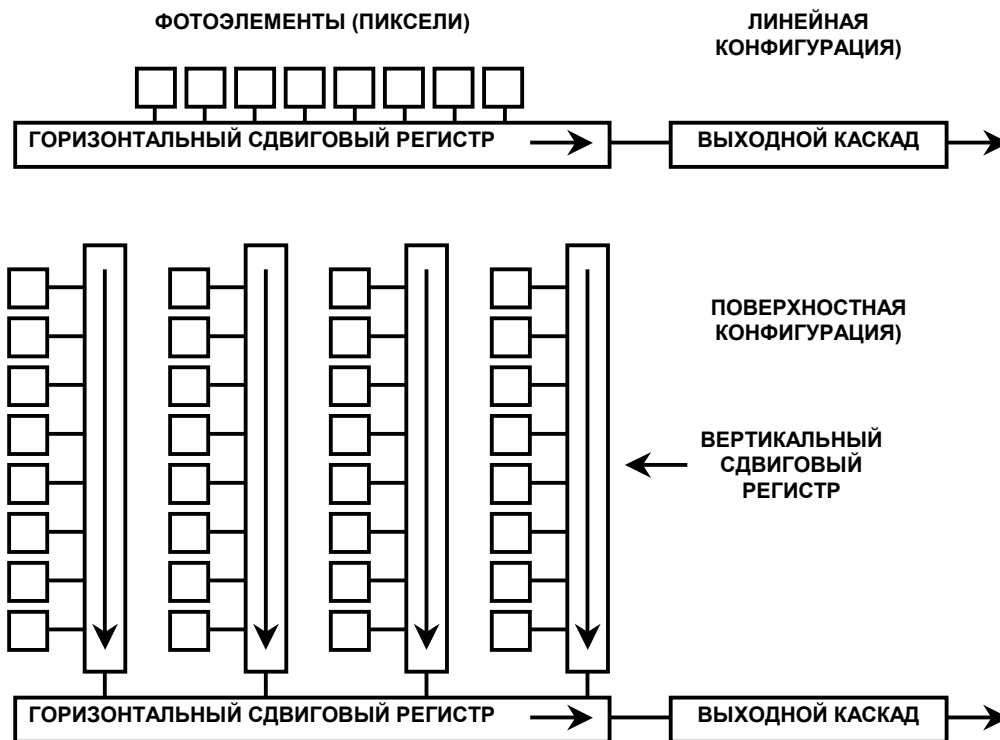 ФОТОЭЛЕМЕНТЫ (ПИКСЕЛИ)
ЛИНЕЙНАЯ
КОНФИГУРАЦИЯ)
ГОРИЗОНТАЛЬНЫЙ СДВИГОВЫЙ РЕГИСТР
ВЫХОДНОЙ КАСКАД
ПОВЕРХНОСТНАЯ
КОНФИГУРАЦИЯ)
ВЕРТИКАЛЬНЫЙ
СДВИГОВЫЙ
РЕГИСТР
ГОРИЗОНТАЛЬНЫЙ СДВИГОВЫЙ РЕГИСТР
ВЫХОДНОЙ КАСКАД